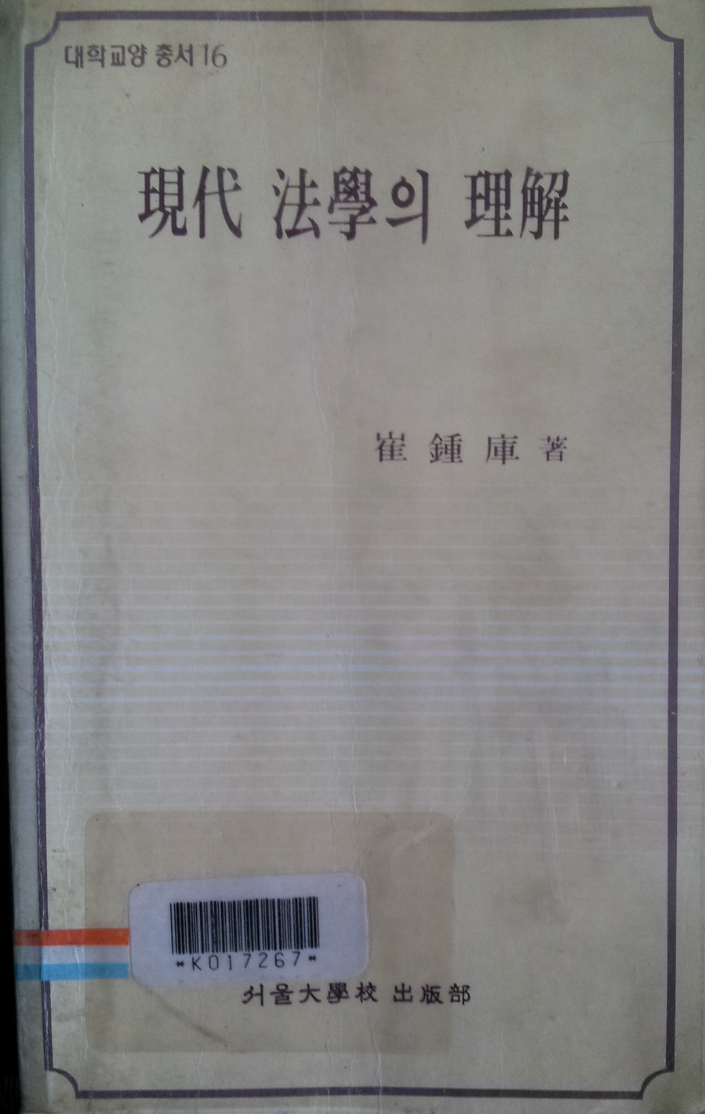 대학교양 총서 16
現代 法學의 理解
崔鍾庫 著
*K017267*
서울大學校 出版部